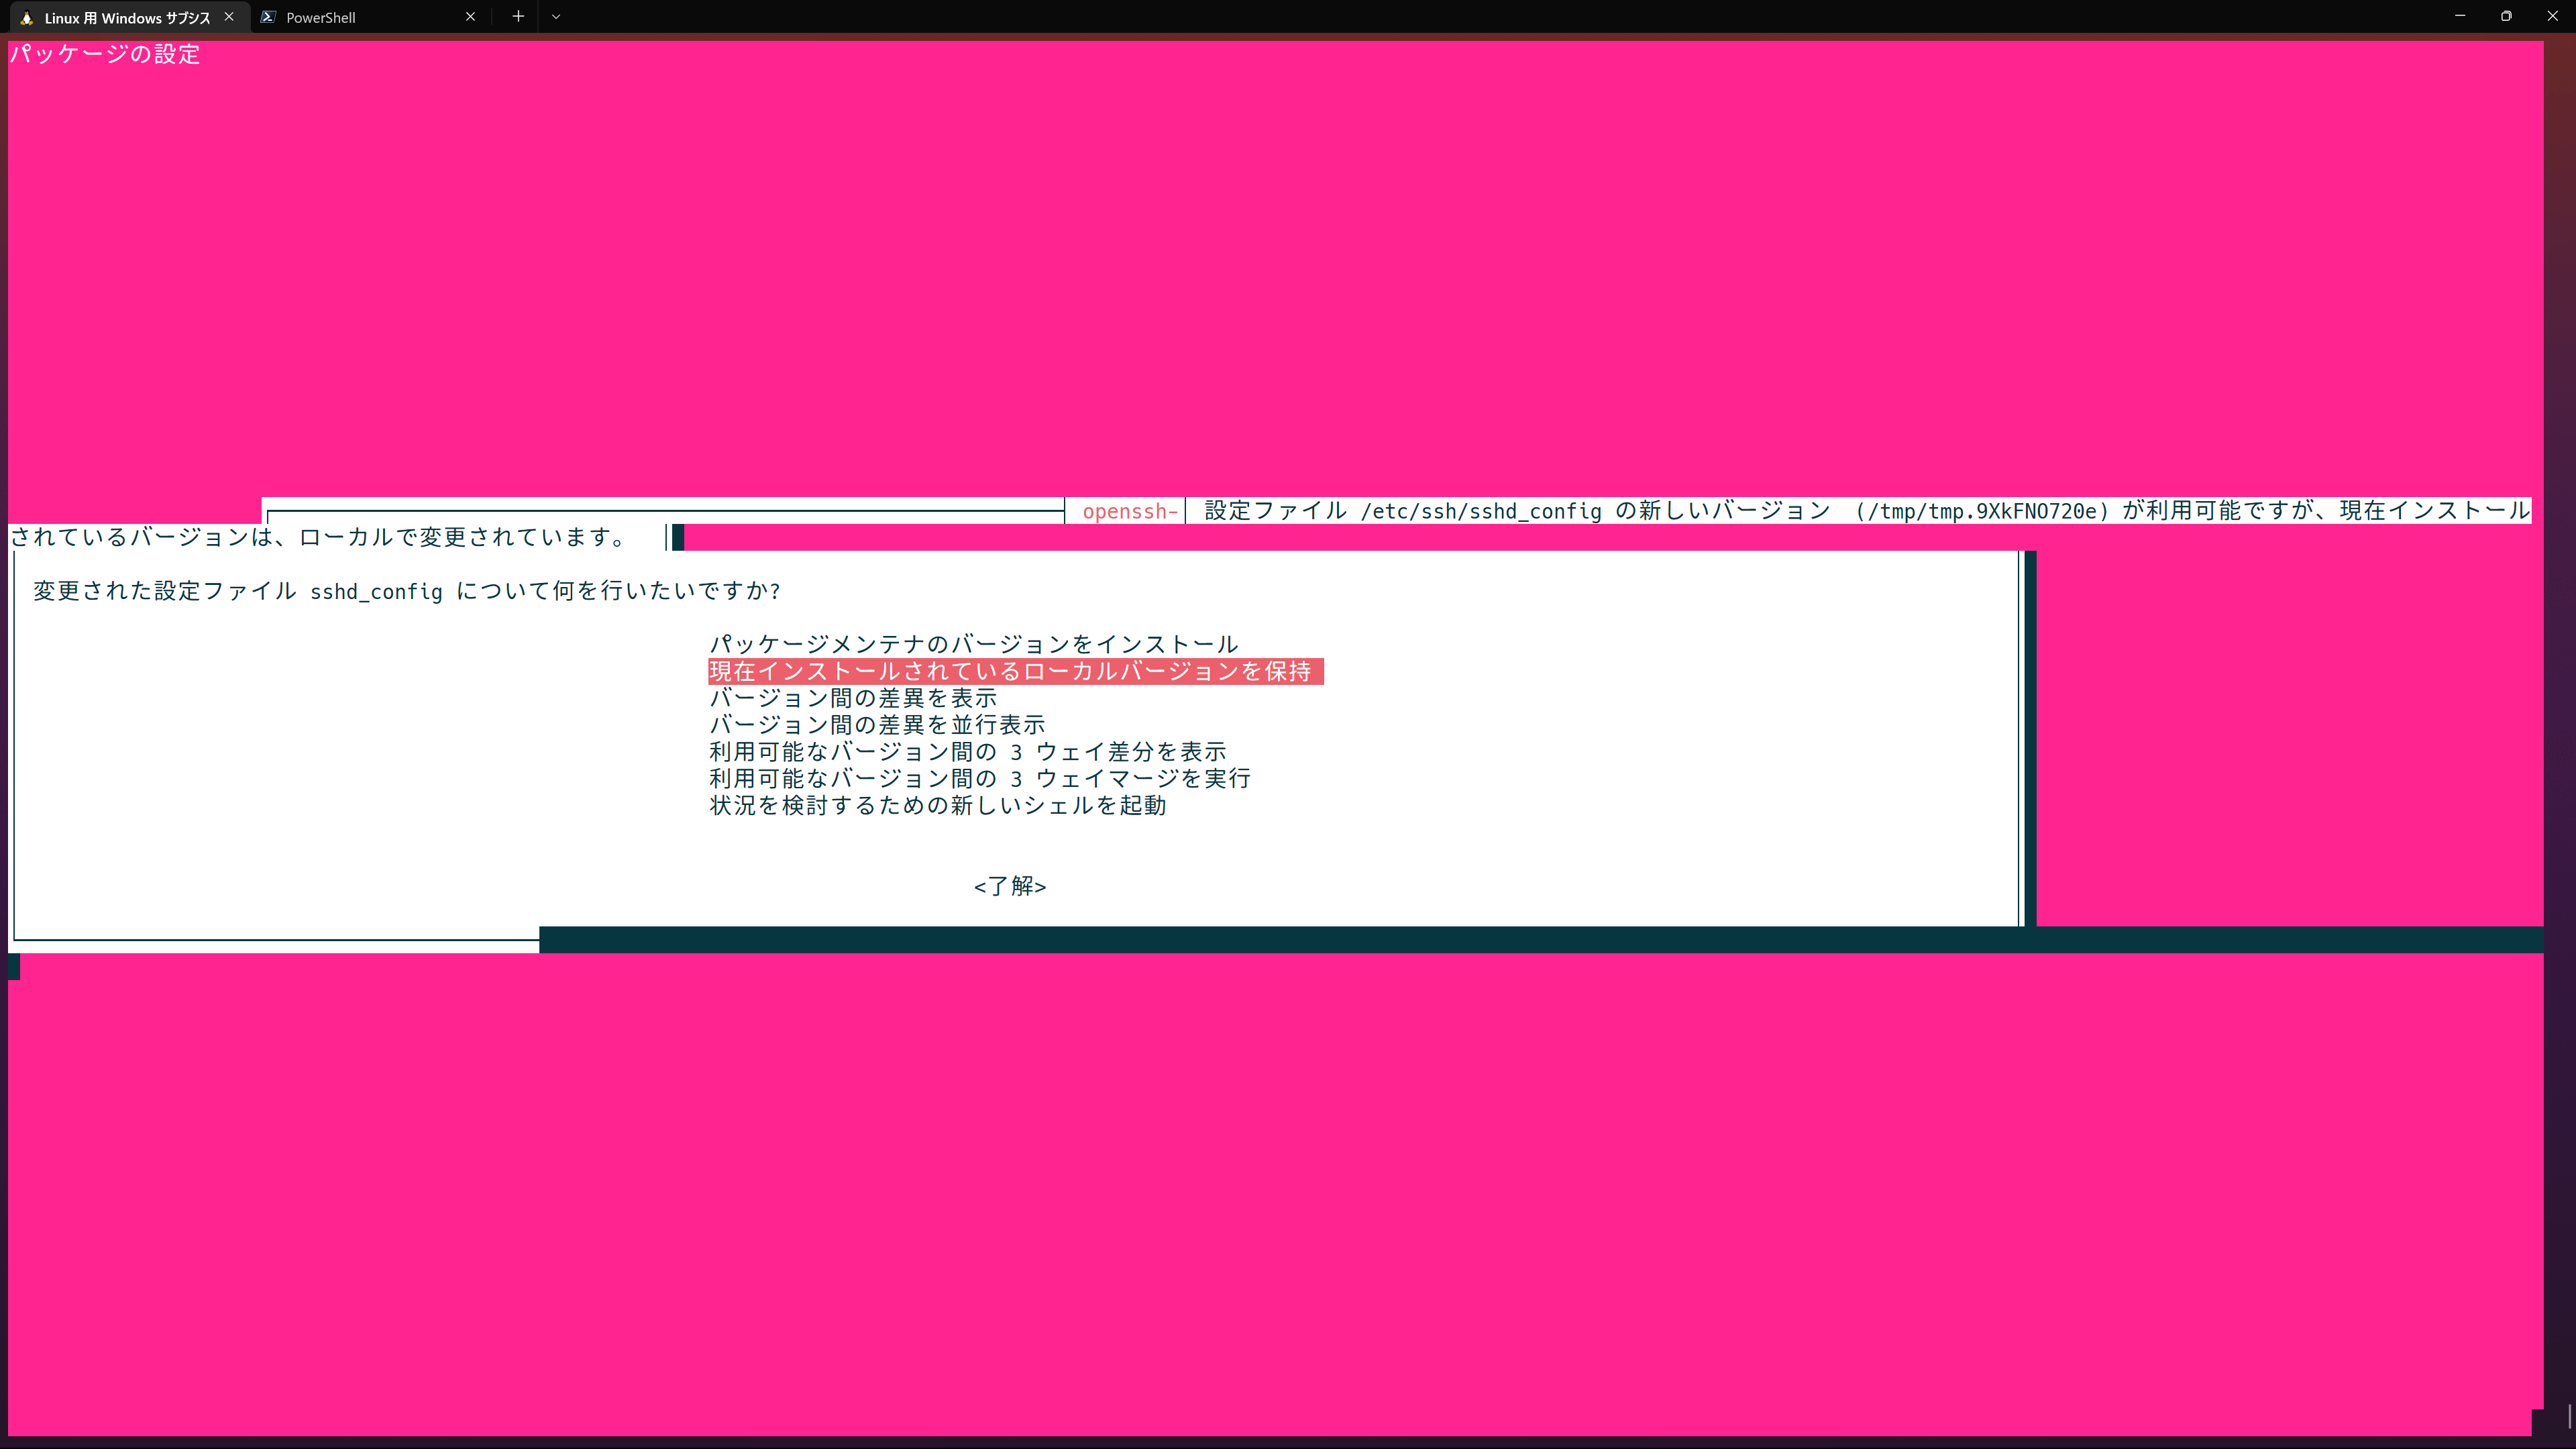 Linux 用 Windows サブシス
PowerShell
パッケージの設定
openssh- 設定ファイル /etc/ssh/sshd_config の新しいバージョン (/tmp/tmp.9XkFNO720e) が利用可能ですが、現在インストール
されているバージョンは、ローカルで変更されています。
変更された設定ファイル sshd_config について何を行いたいですか?
パッケージメンテナのバージョンをインストール
現在インストールされているローカルバージョンを保持
バージョン間の差異を表示
バージョン間の差異を並行表示
利用可能なバージョン間の 3 ウェイ差分を表示
利用可能なバージョン間の 3 ウェイマージを実行
状況を検討するための新しいシェルを起動
<了解>